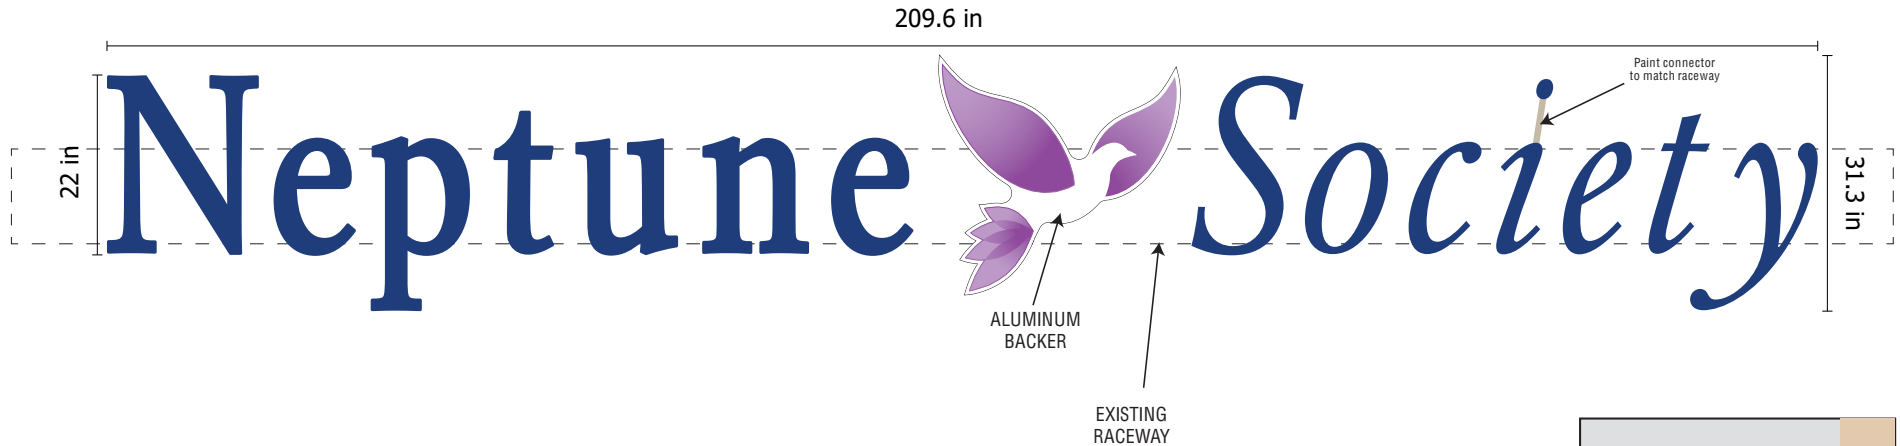 209.6 in
Paint connector
to match raceway
22 in
Neptune Society
31.3 in
ALUMINUM
BACKER
EXISTING
RACEWAY